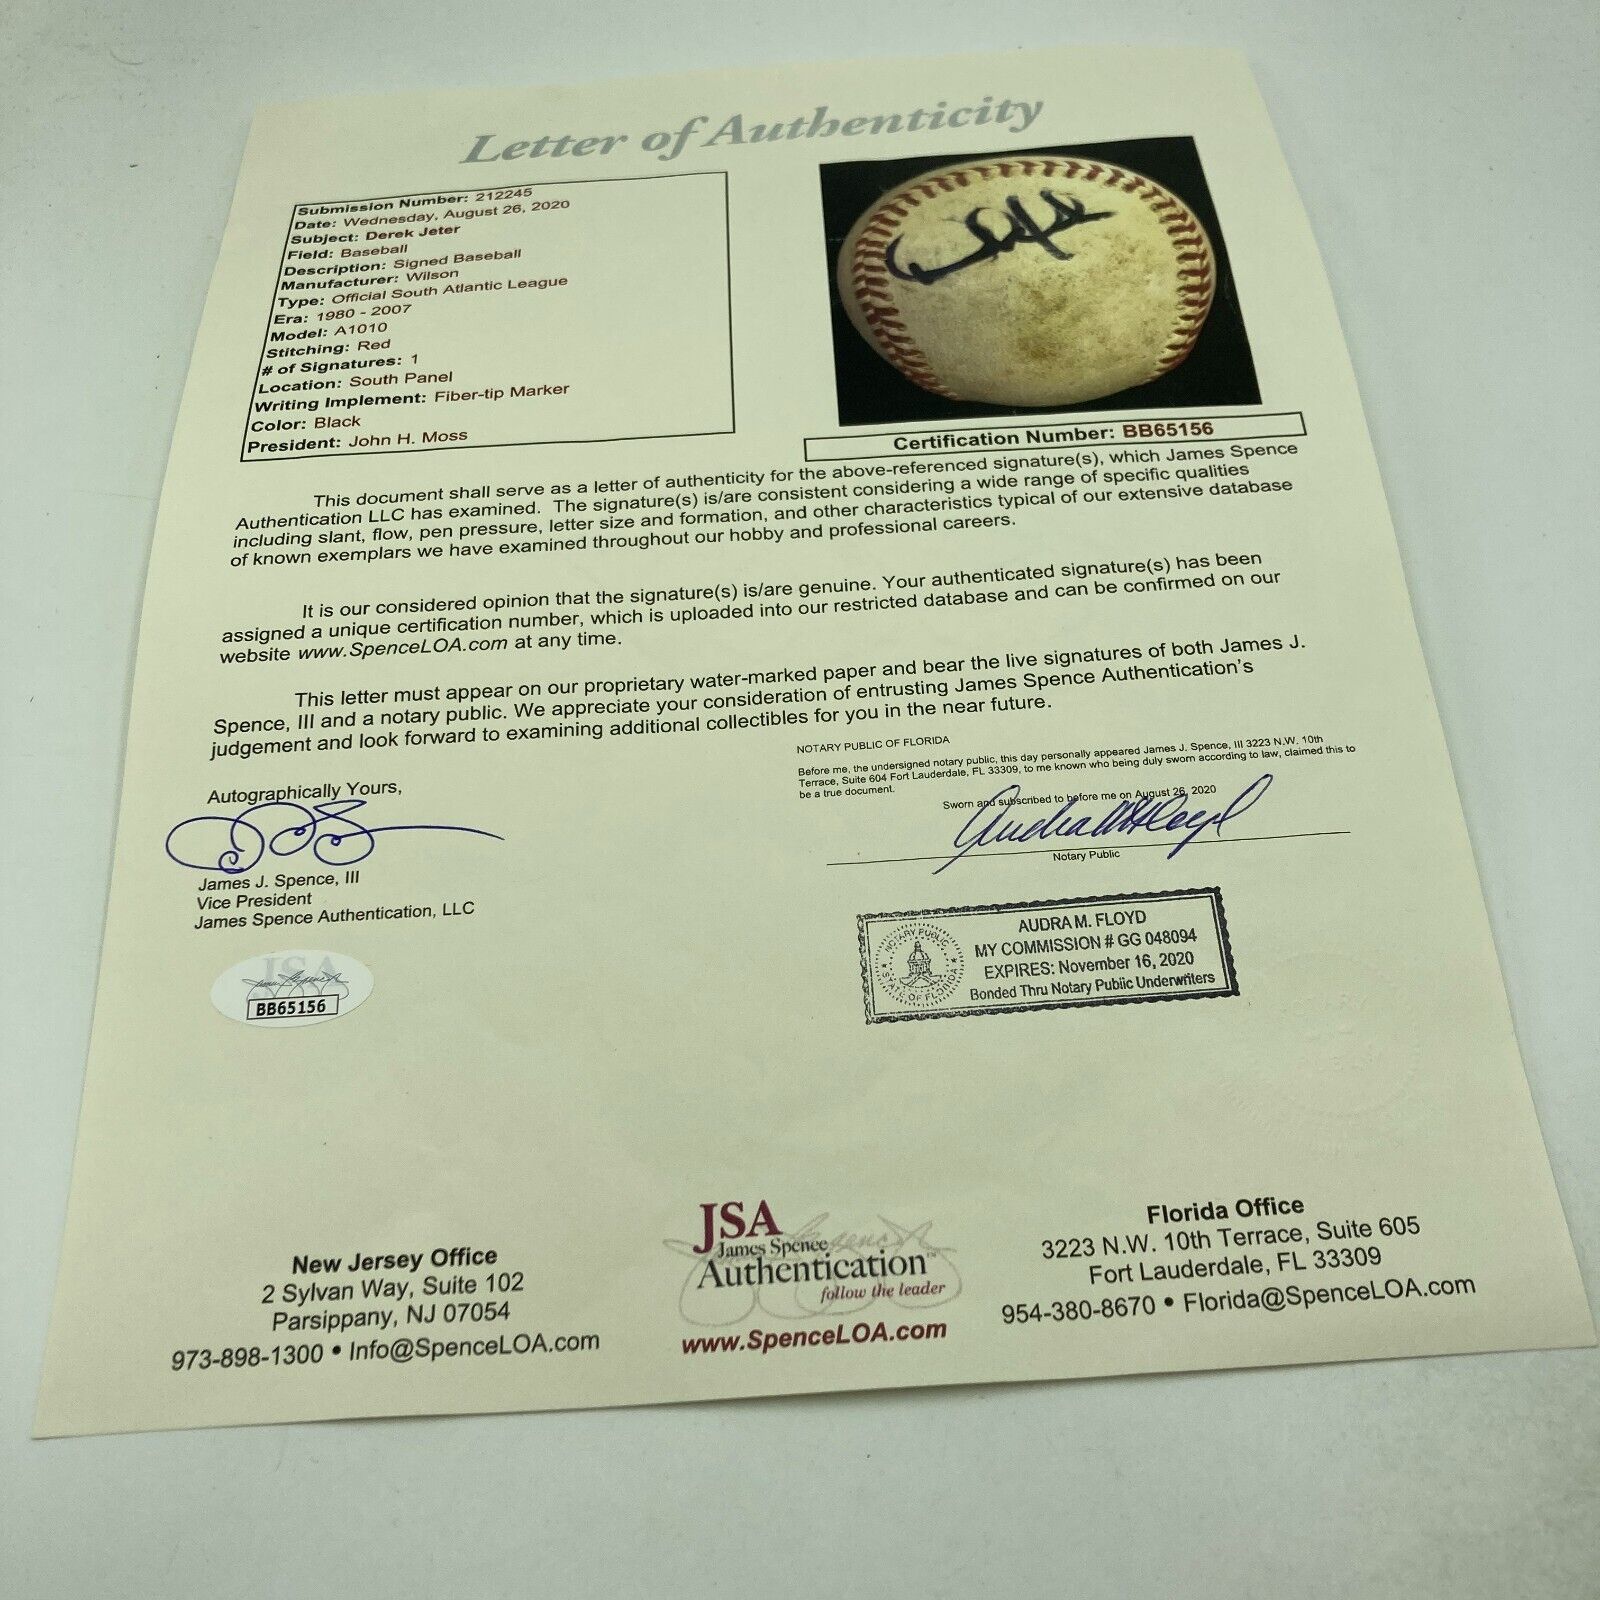 Letter of Authenticity
Submission Number: 212245
Date: Wednesday, August 26, 2020
Subject: Derek Jeter
Field: Baseball
Description: Signed Baseball
Manufacturer: Wilson
Type: Official South Atlantic League
Era: 1980 - 2007
Model: A1010
Stitching: Red
# of Signatures: 1
Location: South Panel
Writing Implement: Fiber-tip Marker
Color: Black
President: John H. Moss
Certification Number: BB65156
This document shall serve as a letter of authenticity for the above-referenced signature(s), which James Spence
Authentication LLC has examined. The signature(s) is/are consistent considering a wide range of specific qualities
including slant, flow, pen pressure, letter size and formation, and other characteristics typical of our extensive database
of known exemplars we have examined throughout our hobby and professional careers.
It is our considered opinion that the signature(s) is/are genuine. Your authenticated signature(s) has been
assigned a unique certification number, which is uploaded into our restricted database and can be confirmed on our
website www.SpenceLOA.com at any time.
This letter must appear on our proprietary water-marked paper and bear the live signatures of both James J.
Spence, III and a notary public. We appreciate your consideration of entrusting James Spence Authentication's
judgement and look forward to examining additional collectibles for you in the near future.
NOTARY PUBLIC OF FLORIDA
Before me, the undersigned notary public, this day personally appeared James J. Spence, III 3223 N.W. 10th
Terrace, Suite 604 Fort Lauderdale, FL 33309, to me known who being duly sworn according to law, claimed this to
be a true document.
Sworn and subscribed to before me on August 26, 2020
Audra M Floyd
Notary Public
Autographically Yours,
James J. Spence, III
Vice President
James Spence Authentication, LLC
JSA
BB65156
NOTARY PUBLIC
STATE OF FLORIDA
AUDRA M. FLOYD
MY COMMISSION # GG 048094
EXPIRES: November 16, 2020
Bonded Thru Notary Public Underwriters
New Jersey Office
2 Sylvan Way, Suite 102
Parsippany, NJ 07054
973-898-1300 • Info@SpenceLOA.com
JSA
James Spence
Authentication™
follow the leader
www.SpenceLOA.com
Florida Office
3223 N.W. 10th Terrace, Suite 605
Fort Lauderdale, FL 33309
954-380-8670 • Florida@SpenceLOA.com